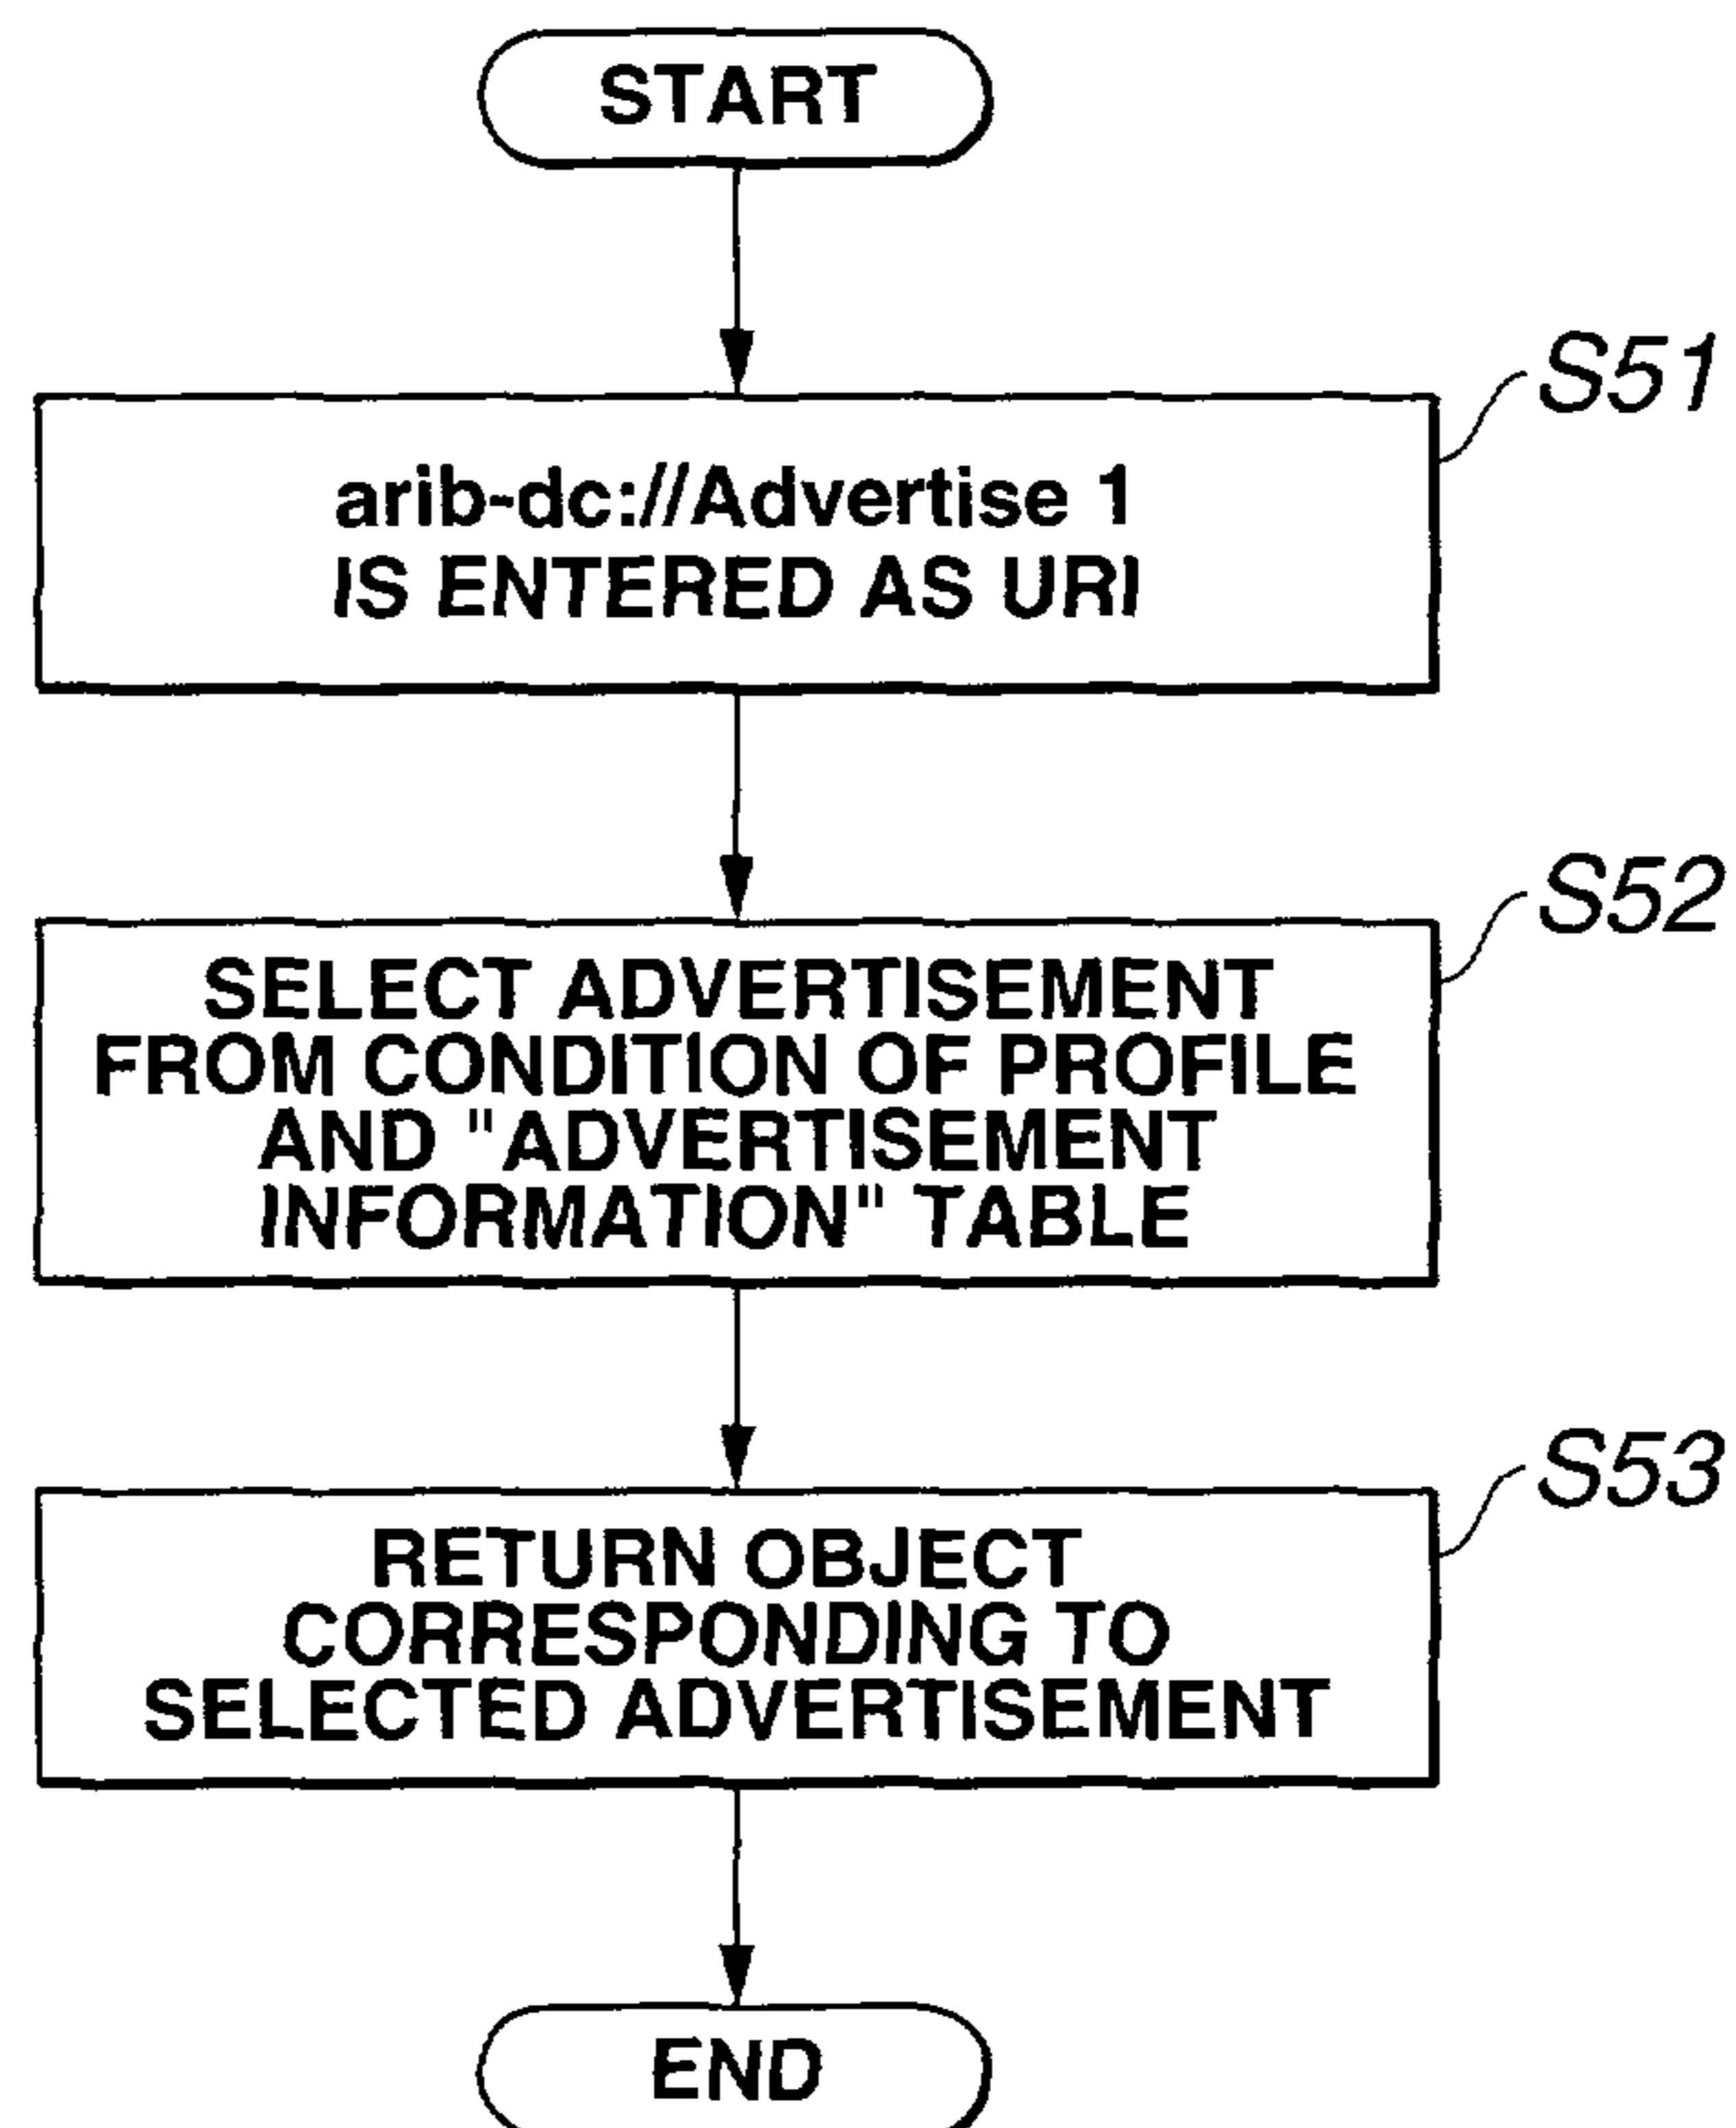 START
S51
arib-dc://Advertise 1
IS ENTERED AS URI
S52
SELECT ADVERTISEMENT
FROM CONDITION OF PROFILE
AND "ADVERTISEMENT
INFORMATION" TABLE
S53
RETURN OBJECT
CORRESPONDING TO
SELECTED ADVERTISEMENT
END